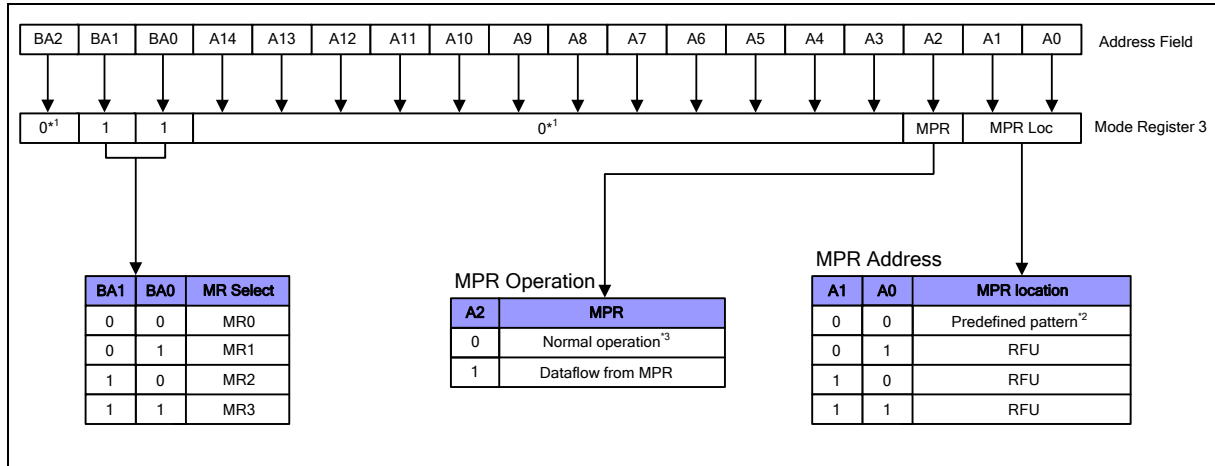 BA2 BA1 BA0 A14 A13 A12 A11 A10 A9 A8 A7 A6 A5 A4 A3 A2 A1 A0 Address Field
0*1 1 1 0*1 MPR MPR Loc Mode Register 3
BA1 BA0 MR Select
0 0 MR0
0 1 MR1
1 0 MR2
1 1 MR3
MPR Operation
A2 MPR
0 Normal operation*3
1 Dataflow from MPR
MPR Address
A1 A0 MPR location
0 0 Predefined pattern*2
0 1 RFU
1 0 RFU
1 1 RFU